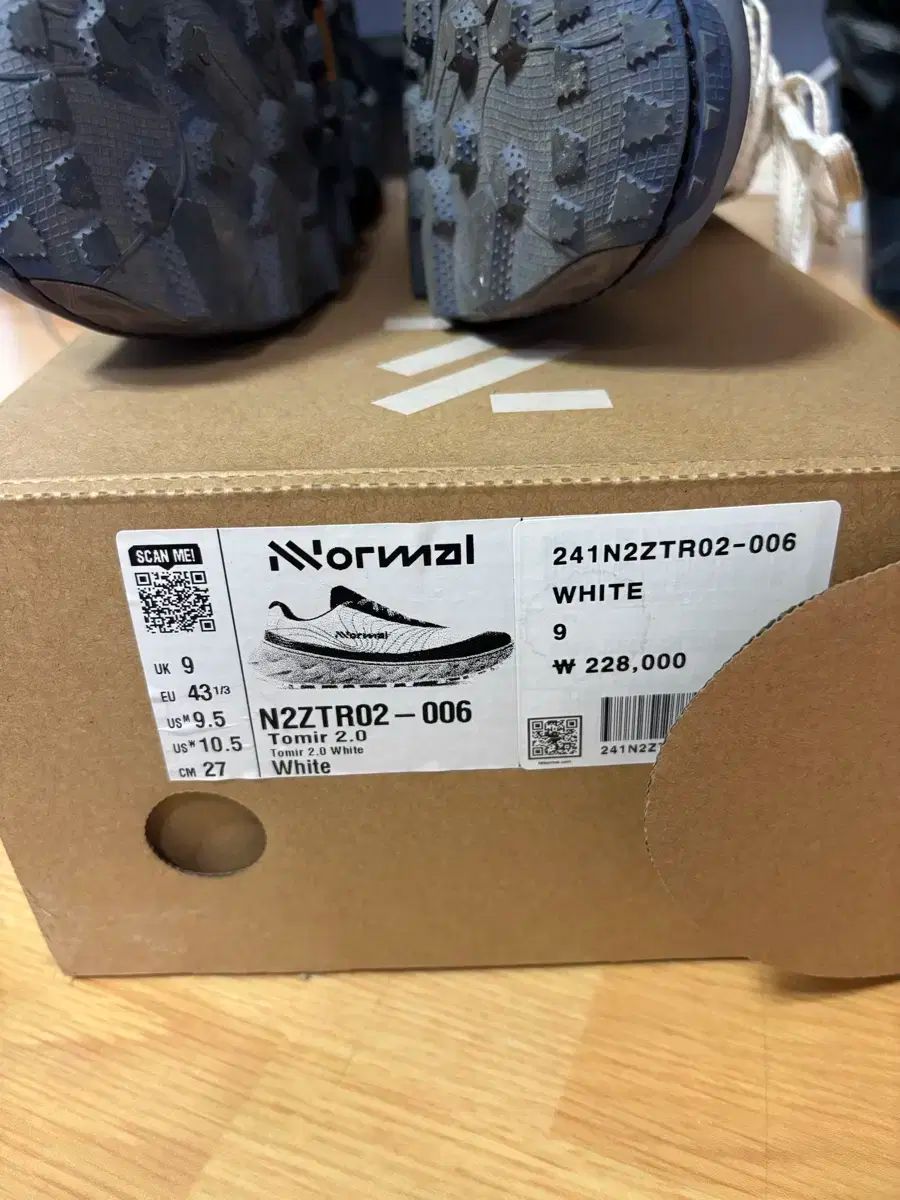 SCAN ME!
UK 9
EU 43 1/3
US M 9.5
US W 10.5
CM 27
NNormal
NNormal
N2ZTR02-006
Tomir 2.0
Tomir 2.0 White
White
241N2ZTR02-006
WHITE
9
₩ 228,000
241N2Z